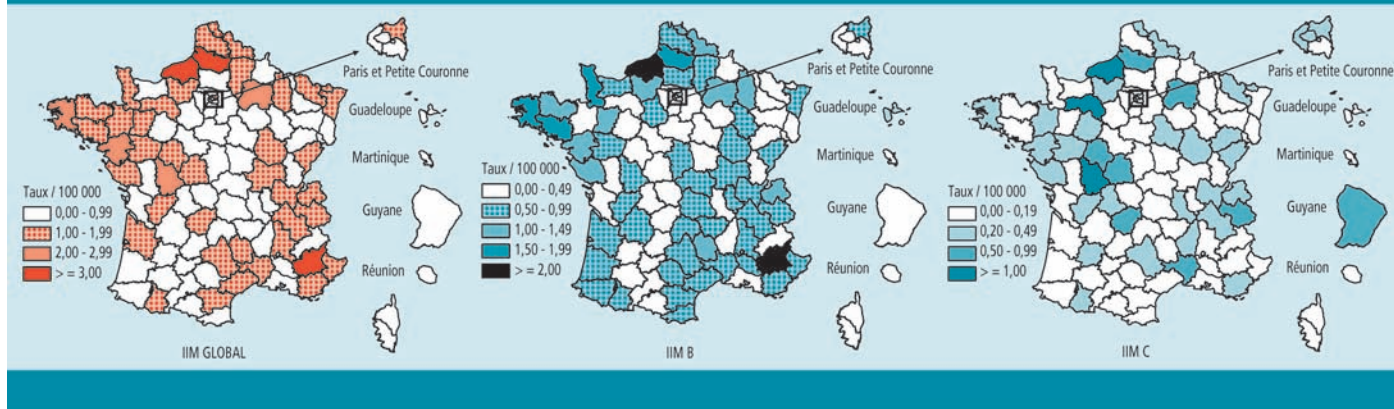 Paris et Petite Couronne
Guadeloupe
Martinique
Guyane
Réunion
Taux / 100 000
0,00 - 0,99
1,00 - 1,99
2,00 - 2,99
> = 3,00
IIM GLOBAL
Paris et Petite Couronne
Guadeloupe
Martinique
Guyane
Réunion
Taux / 100 000
0,00 - 0,49
0,50 - 0,99
1,00 - 1,49
1,50 - 1,99
> = 2,00
IIM B
Paris et Petite Couronne
Guadeloupe
Martinique
Guyane
Réunion
Taux / 100 000
0,00 - 0,19
0,20 - 0,49
0,50 - 0,99
> = 1,00
IIM C